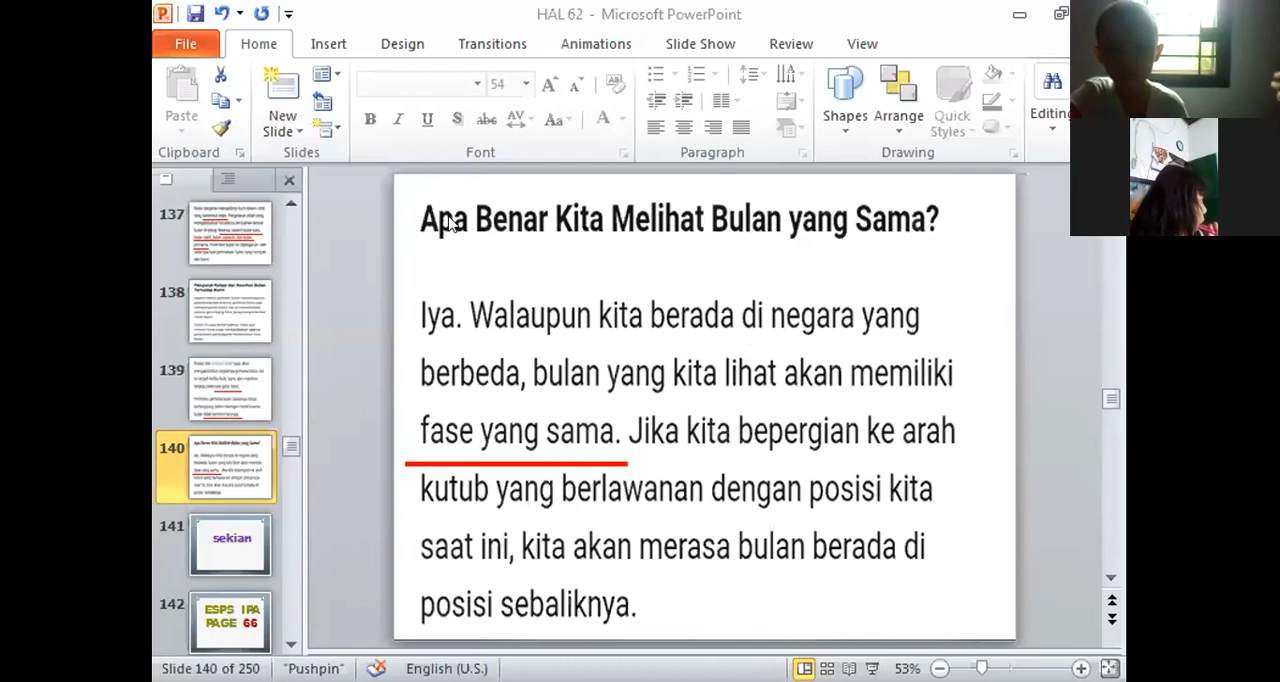 HAL 62 - Microsoft PowerPoint
File Home Insert Design Transitions Animations Slide Show Review View
54
Paste New Slide Shapes Arrange Quick Styles Editing
Clipboard Slides Font Paragraph Drawing
137
138
139
140
141
sekian
142
ESPS IPA
PAGE 66
Apa Benar Kita Melihat Bulan yang Sama?
Iya. Walaupun kita berada di negara yang
berbeda, bulan yang kita lihat akan memiliki
fase yang sama. Jika kita bepergian ke arah
kutub yang berlawanan dengan posisi kita
saat ini, kita akan merasa bulan berada di
posisi sebaliknya.
Slide 140 of 250 "Pushpin" English (U.S.) 53%